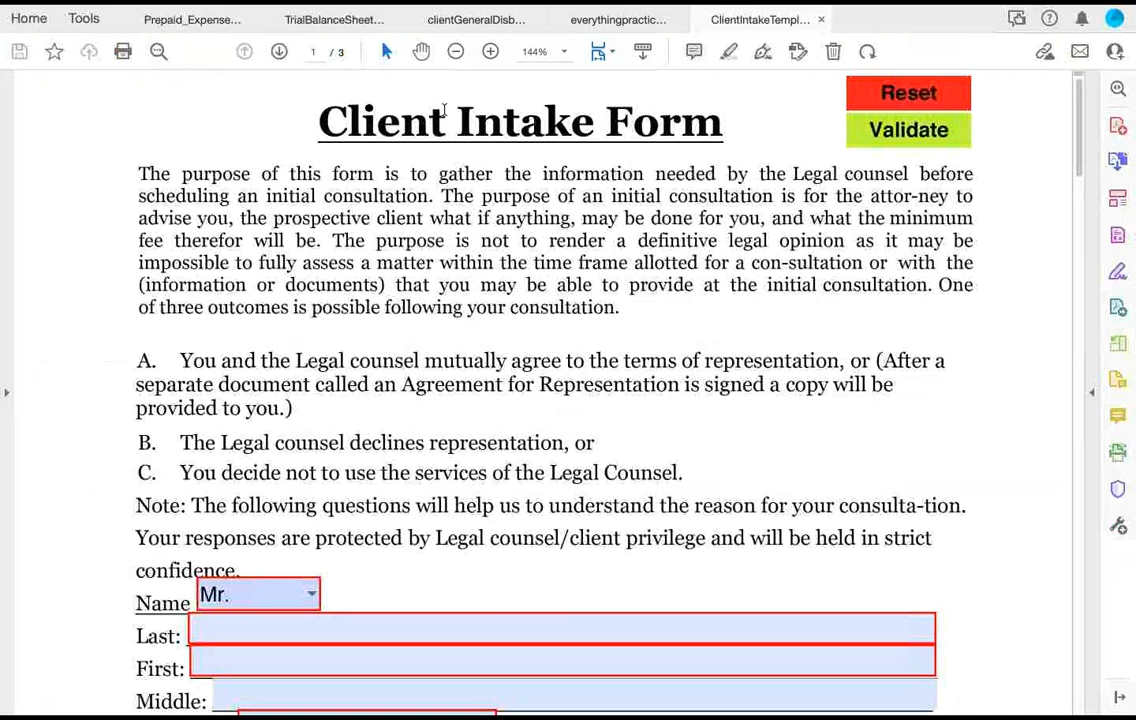 Home Tools Prepaid_Expense... TrialBalanceSheet... clientGeneralDisb... everythingpractic... ClientIntakeTempl... ×
1 / 3 144%
Reset
Client Intake Form
Validate
The purpose of this form is to gather the information needed by the Legal counsel before
scheduling an initial consultation. The purpose of an initial consultation is for the attor-ney to
advise you, the prospective client what if anything, may be done for you, and what the minimum
fee therefor will be. The purpose is not to render a definitive legal opinion as it may be
impossible to fully assess a matter within the time frame allotted for a con-sultation or with the
(information or documents) that you may be able to provide at the initial consultation. One
of three outcomes is possible following your consultation.
A. You and the Legal counsel mutually agree to the terms of representation, or (After a
separate document called an Agreement for Representation is signed a copy will be
provided to you.)
B. The Legal counsel declines representation, or
C. You decide not to use the services of the Legal Counsel.
Note: The following questions will help us to understand the reason for your consulta-tion.
Your responses are protected by Legal counsel/client privilege and will be held in strict
confidence.
Name Mr.
Last:
First:
Middle: